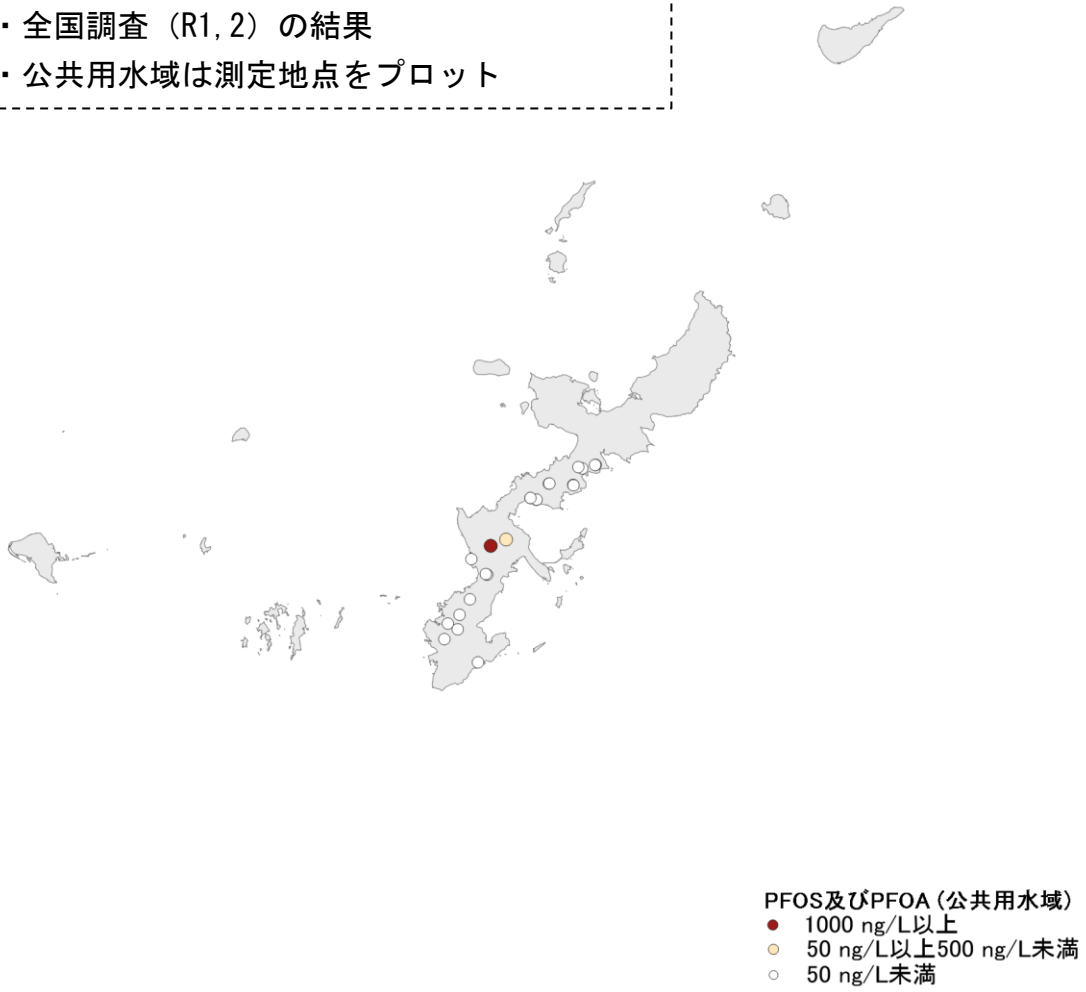 ・全国調査（R1,2）の結果
・公共用水域は測定地点をプロット
PFOS及びPFOA(公共用水域)
1000 ng/L以上
50 ng/L以上500 ng/L未満
50 ng/L未満